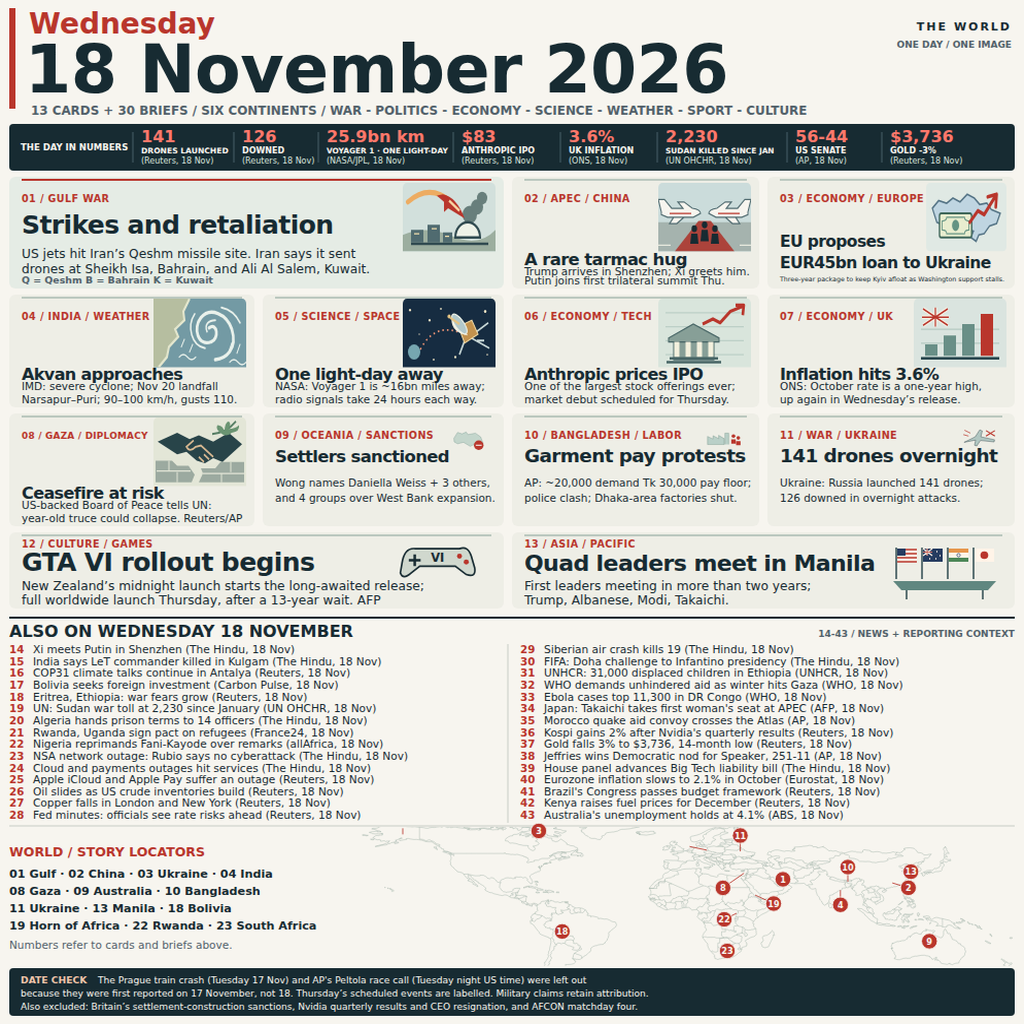 Wednesday
18 November 2026
THE WORLD
ONE DAY / ONE IMAGE
13 CARDS + 30 BRIEFS / SIX CONTINENTS / WAR - POLITICS - ECONOMY - SCIENCE - WEATHER - SPORT - CULTURE
THE DAY IN NUMBERS
141
DRONES LAUNCHED
(Reuters, 18 Nov)
126
DOWNED
(Reuters, 18 Nov)
25.9bn km
VOYAGER 1 · ONE LIGHT-DAY
(NASA/JPL, 18 Nov)
$83
ANTHROPIC IPO
(Reuters, 18 Nov)
3.6%
UK INFLATION
(ONS, 18 Nov)
2,230
SUDAN KILLED SINCE JAN
(UN OHCHR, 18 Nov)
56-44
US SENATE
(AP, 18 Nov)
$3,736
GOLD -3%
(Reuters, 18 Nov)
01 / GULF WAR
Strikes and retaliation
US jets hit Iran’s Qeshm missile site. Iran says it sent
drones at Sheikh Isa, Bahrain, and Ali Al Salem, Kuwait.
Q = Qeshm B = Bahrain K = Kuwait
02 / APEC / CHINA
A rare tarmac hug
Trump arrives in Shenzhen; Xi greets him.
Putin joins first trilateral summit Thu.
03 / ECONOMY / EUROPE
EU proposes
EUR45bn loan to Ukraine
Three-year package to keep Kyiv afloat as Washington support stalls.
04 / INDIA / WEATHER
Akvan approaches
IMD: severe cyclone; Nov 20 landfall
Narsapur–Puri; 90–100 km/h, gusts 110.
05 / SCIENCE / SPACE
One light-day away
NASA: Voyager 1 is ~16bn miles away;
radio signals take 24 hours each way.
06 / ECONOMY / TECH
Anthropic prices IPO
One of the largest stock offerings ever;
market debut scheduled for Thursday.
07 / ECONOMY / UK
Inflation hits 3.6%
ONS: October rate is a one-year high,
up again in Wednesday’s release.
08 / GAZA / DIPLOMACY
Ceasefire at risk
US-backed Board of Peace tells UN:
year-old truce could collapse. Reuters/AP
09 / OCEANIA / SANCTIONS
Settlers sanctioned
Wong names Daniella Weiss + 3 others,
and 4 groups over West Bank expansion.
10 / BANGLADESH / LABOR
Garment pay protests
AP: ~20,000 demand Tk 30,000 pay floor;
police clash; Dhaka-area factories shut.
11 / WAR / UKRAINE
141 drones overnight
Ukraine: Russia launched 141 drones;
126 downed in overnight attacks.
12 / CULTURE / GAMES
GTA VI rollout begins
VI
New Zealand’s midnight launch starts the long-awaited release;
full worldwide launch Thursday, after a 13-year wait. AFP
13 / ASIA / PACIFIC
Quad leaders meet in Manila
First leaders meeting in more than two years;
Trump, Albanese, Modi, Takaichi.
ALSO ON WEDNESDAY 18 NOVEMBER
14-43 / NEWS + REPORTING CONTEXT
14 Xi meets Putin in Shenzhen (The Hindu, 18 Nov)
15 India says LeT commander killed in Kulgam (The Hindu, 18 Nov)
16 COP31 climate talks continue in Antalya (Reuters, 18 Nov)
17 Bolivia seeks foreign investment (Carbon Pulse, 18 Nov)
18 Eritrea, Ethiopia: war fears grow (Reuters, 18 Nov)
19 UN: Sudan war toll at 2,230 since January (UN OHCHR, 18 Nov)
20 Algeria hands prison terms to 14 officers (The Hindu, 18 Nov)
21 Rwanda, Uganda sign pact on refugees (France24, 18 Nov)
22 Nigeria reprimands Fani-Kayode over remarks (allAfrica, 18 Nov)
23 NSA network outage: Rubio says no cyberattack (The Hindu, 18 Nov)
24 Cloud and payments outages hit services (The Hindu, 18 Nov)
25 Apple iCloud and Apple Pay suffer an outage (Reuters, 18 Nov)
26 Oil slides as US crude inventories build (Reuters, 18 Nov)
27 Copper falls in London and New York (Reuters, 18 Nov)
28 Fed minutes: officials see rate risks ahead (Reuters, 18 Nov)
29 Siberian air crash kills 19 (The Hindu, 18 Nov)
30 FIFA: Doha challenge to Infantino presidency (The Hindu, 18 Nov)
31 UNHCR: 31,000 displaced children in Ethiopia (UNHCR, 18 Nov)
32 WHO demands unhindered aid as winter hits Gaza (WHO, 18 Nov)
33 Ebola cases top 11,300 in DR Congo (WHO, 18 Nov)
34 Japan: Takaichi takes first woman's seat at APEC (AFP, 18 Nov)
35 Morocco quake aid convoy crosses the Atlas (AP, 18 Nov)
36 Kospi gains 2% after Nvidia's quarterly results (Reuters, 18 Nov)
37 Gold falls 3% to $3,736, 14-month low (Reuters, 18 Nov)
38 Jeffries wins Democratic nod for Speaker, 251-11 (AP, 18 Nov)
39 House panel advances Big Tech liability bill (The Hindu, 18 Nov)
40 Eurozone inflation slows to 2.1% in October (Eurostat, 18 Nov)
41 Brazil's Congress passes budget framework (Reuters, 18 Nov)
42 Kenya raises fuel prices for December (Reuters, 18 Nov)
43 Australia's unemployment holds at 4.1% (ABS, 18 Nov)
WORLD / STORY LOCATORS
01 Gulf · 02 China · 03 Ukraine · 04 India
08 Gaza · 09 Australia · 10 Bangladesh
11 Ukraine · 13 Manila · 18 Bolivia
19 Horn of Africa · 22 Rwanda · 23 South Africa
Numbers refer to cards and briefs above.
3
11
10
13
1
8
2
19
4
22
18
9
23
DATE CHECK The Prague train crash (Tuesday 17 Nov) and AP's Peltola race call (Tuesday night US time) were left out
because they were first reported on 17 November, not 18. Thursday’s scheduled events are labelled. Military claims retain attribution.
Also excluded: Britain’s settlement-construction sanctions, Nvidia quarterly results and CEO resignation, and AFCON matchday four.